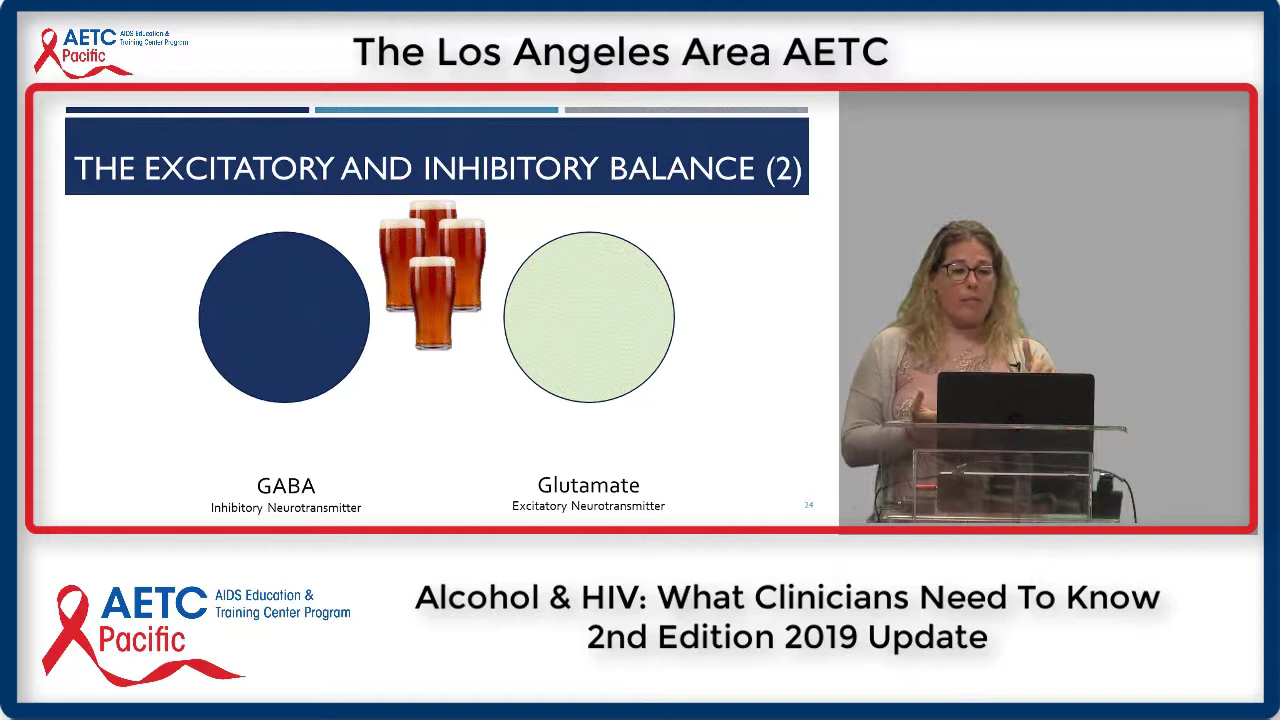 AETC
AIDS Education &
Training Center Program
Pacific
The Los Angeles Area AETC
THE EXCITATORY AND INHIBITORY BALANCE (2)
GABA
Inhibitory Neurotransmitter
Glutamate
Excitatory Neurotransmitter
24
AETC
AIDS Education &
Training Center Program
Pacific
Alcohol & HIV: What Clinicians Need To Know
2nd Edition 2019 Update